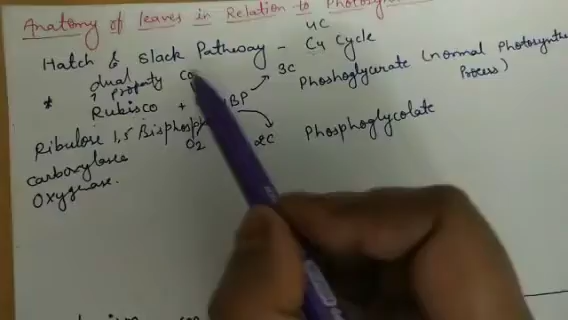 Anatomy of leaves in Relation to
4C
Hatch & Slack Pathway - C4 Cycle
dual
property
3C Phoshoglycerate (normal
Process)
* Rubisco + BP
O2 2C Phosphoglycolate
Ribulose 1,5 Bisphosph
carboxylase
Oxygenase.